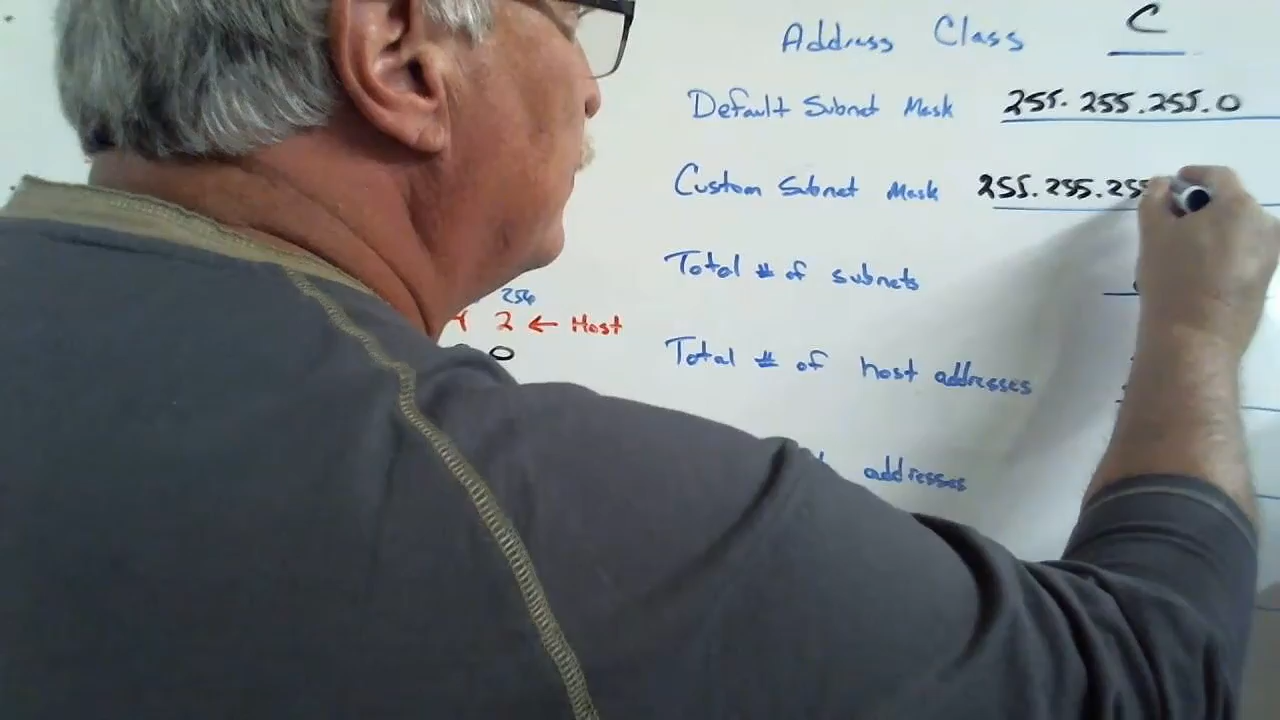 Address Class C
Default Subnet Mask 255.255.255.0
Custom Subnet Mask 255.255.255
Total # of subnets
256
2 ← Host
0
Total # of host addresses
addresses